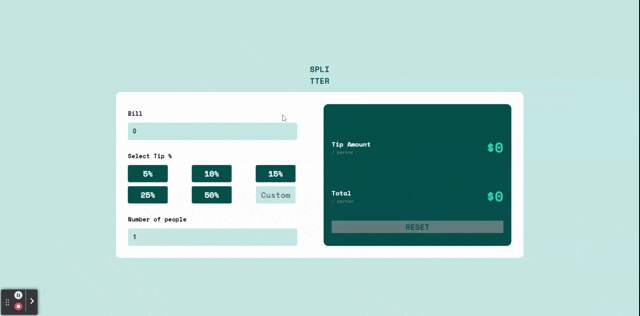 SPLI
TTER
Bill
0
Select Tip %
5% 10% 15%
25% 50% Custom
Number of people
1
Tip Amount
/ person
$0
Total
/ person
$0
RESET